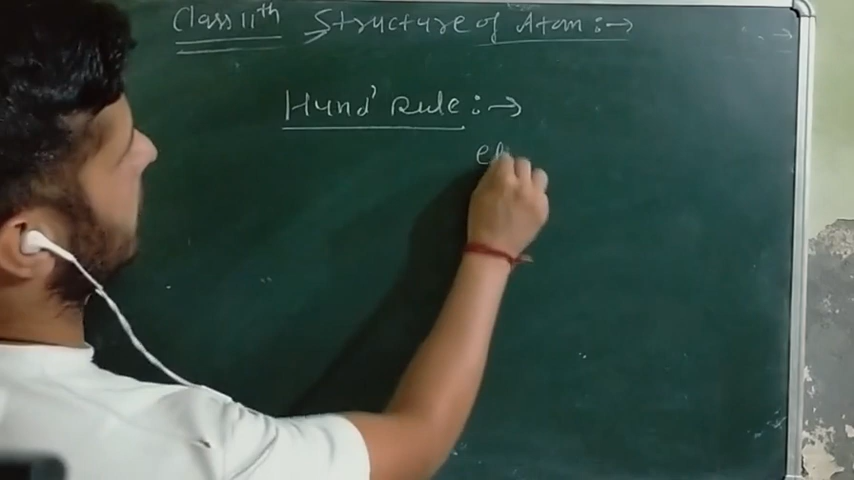 Class 11th Structure of Atom :→
Hund' Rule :→